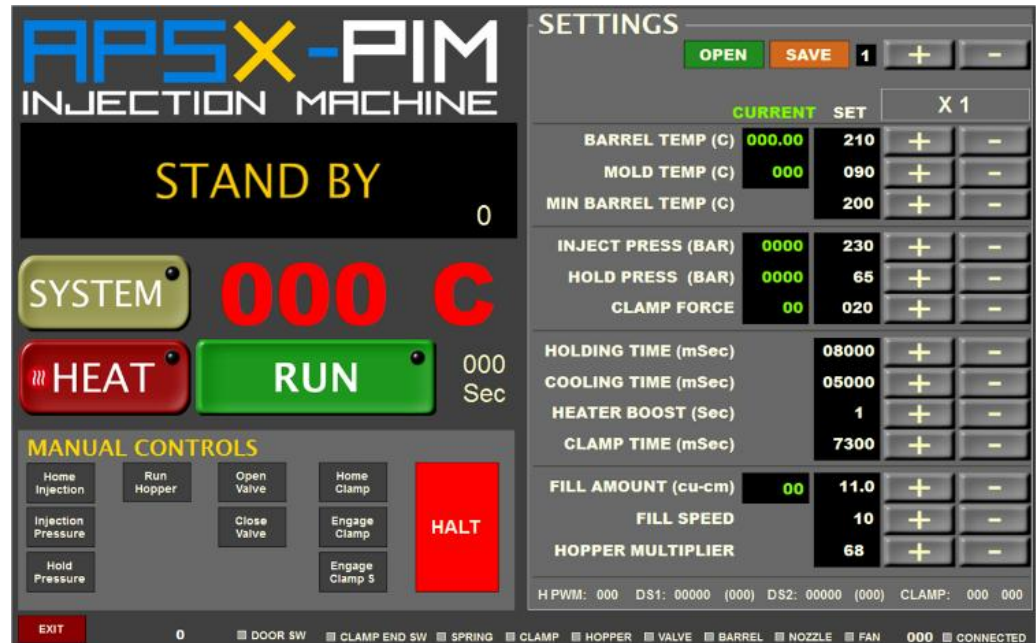 APSX-PIM
INJECTION MACHINE
STAND BY
0
SYSTEM
000 C
HEAT
RUN
000
Sec
MANUAL CONTROLS
Home
Injection
Run
Hopper
Open
Valve
Home
Clamp
Injection
Pressure
Close
Valve
Engage
Clamp
Hold
Pressure
Engage
Clamp S
HALT
SETTINGS
OPEN SAVE 1 + -
CURRENT SET X 1
BARREL TEMP (C) 000.00 210 + -
MOLD TEMP (C) 000 090 + -
MIN BARREL TEMP (C) 200 + -
INJECT PRESS (BAR) 0000 230 + -
HOLD PRESS (BAR) 0000 65 + -
CLAMP FORCE 00 020 + -
HOLDING TIME (mSec) 08000 + -
COOLING TIME (mSec) 05000 + -
HEATER BOOST (Sec) 1 + -
CLAMP TIME (mSec) 7300 + -
FILL AMOUNT (cu-cm) 00 11.0 + -
FILL SPEED 10 + -
HOPPER MULTIPLIER 68 + -
H PWM: 000 DS1: 00000 (000) DS2: 00000 (000) CLAMP: 000 000
EXIT 0 DOOR SW CLAMP END SW SPRING CLAMP HOPPER VALVE BARREL NOZZLE FAN 000 CONNECTED